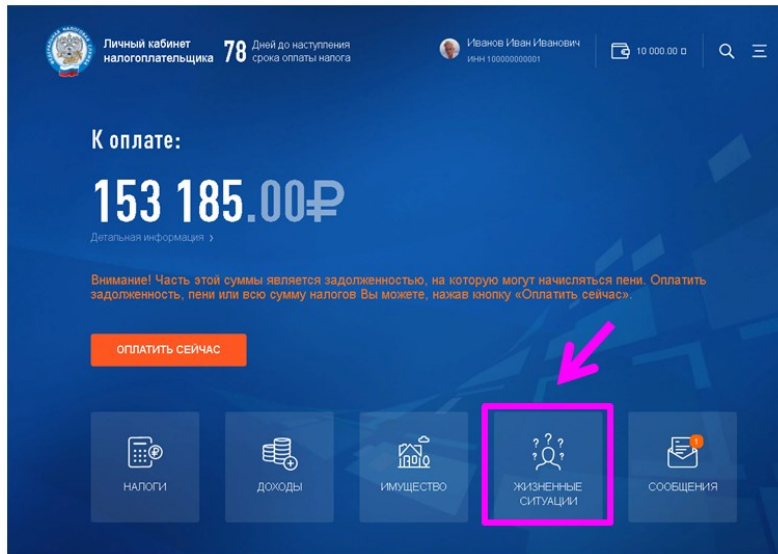 Личный кабинет
налогоплательщика
78
Дней до наступления
срока оплаты налога
Иванов Иван Иванович
ИНН 100000000001
10 000.00
К оплате:
153 185.00₽
Детальная информация ›
Внимание! Часть этой суммы является задолженностью, на которую могут начисляться пени. Оплатить
задолженность, пени или всю сумму налогов Вы можете, нажав кнопку «Оплатить сейчас».
ОПЛАТИТЬ СЕЙЧАС
НАЛОГИ
ДОХОДЫ
ИМУЩЕСТВО
ЖИЗНЕННЫЕ
СИТУАЦИИ
1
СООБЩЕНИЯ